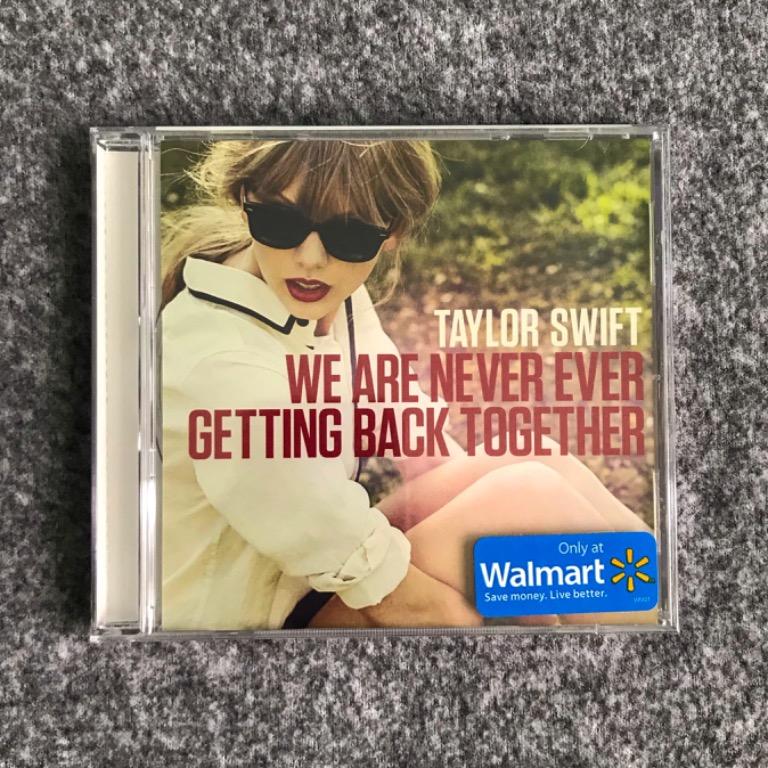 TAYLOR SWIFT
WE ARE NEVER EVER
GETTING BACK TOGETHER
Only at
Walmart
Save money. Live better.